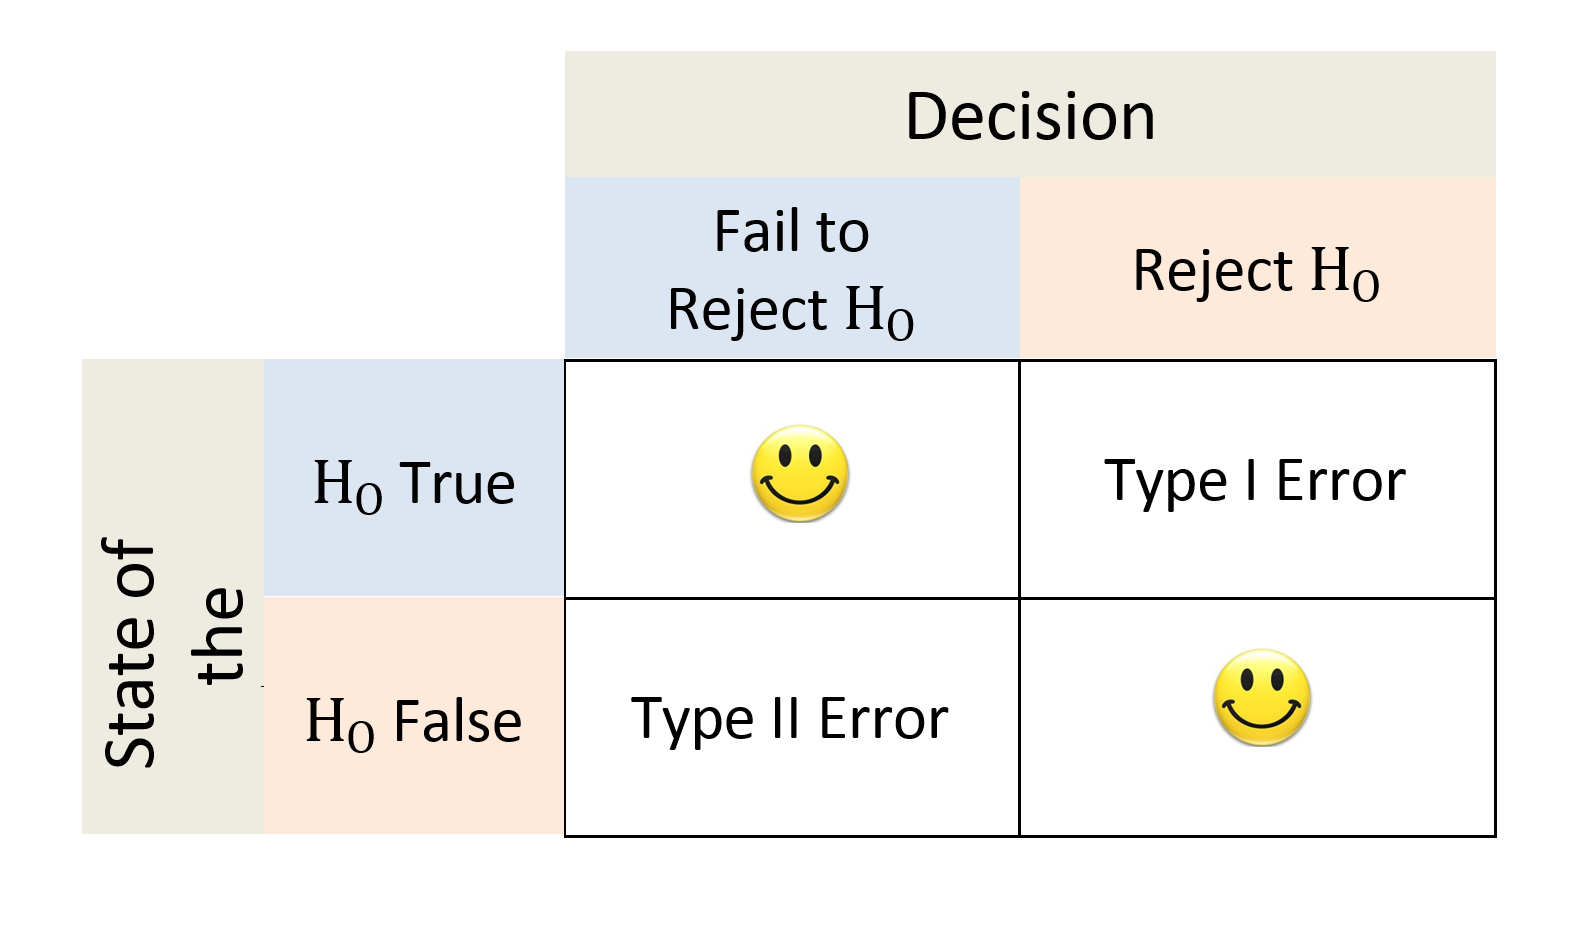 Decision
Fail to
Reject H₀
Reject H₀
State of
the
H₀ True
Type I Error
H₀ False
Type II Error